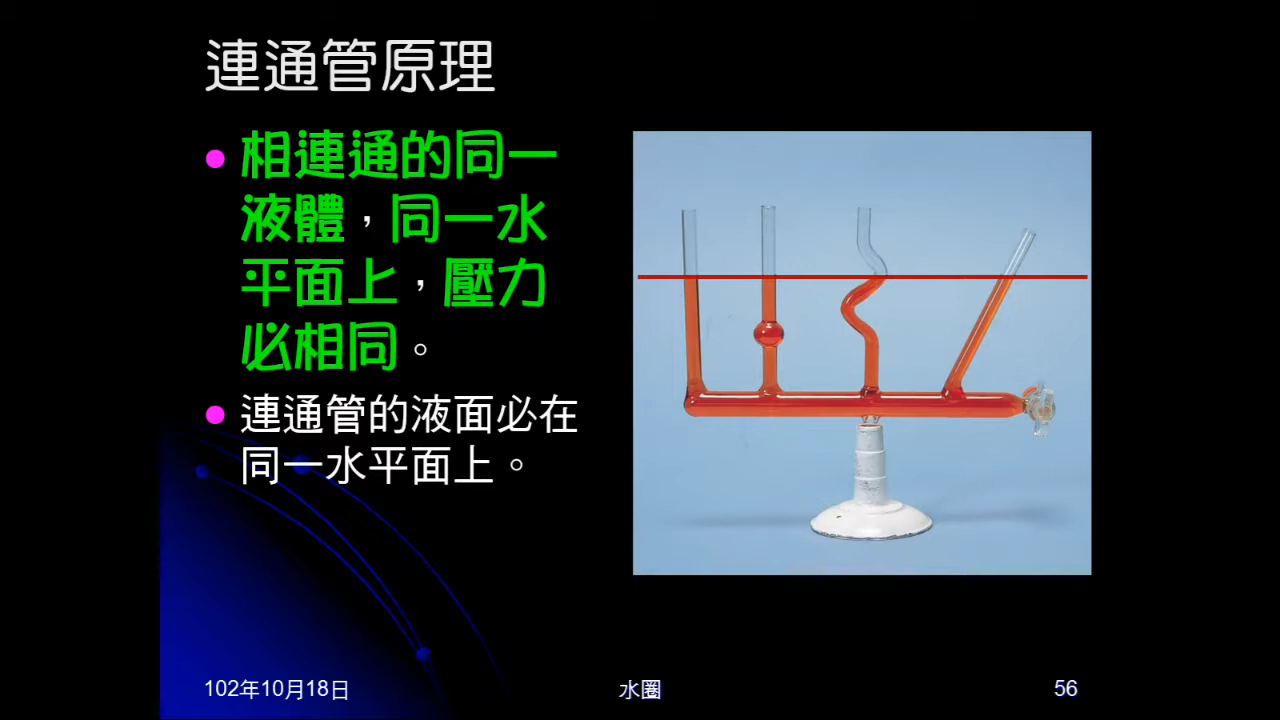 連通管原理
相連通的同一
液體，同一水
平面上，壓力
必相同。
連通管的液面必在
同一水平面上。
102年10月18日
水圈
56